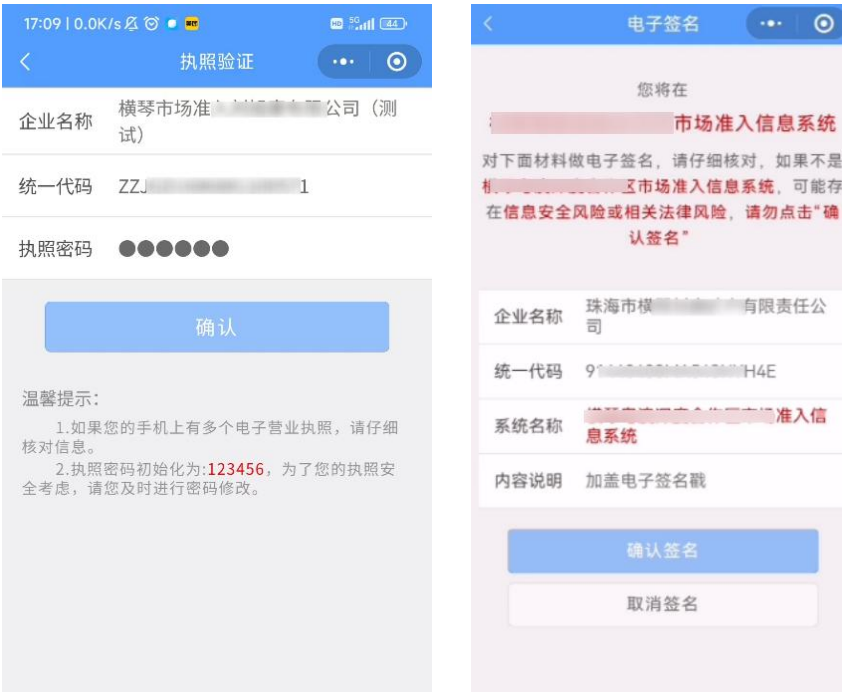 17:09 | 0.0K/s
HD 5G 44
执照验证
企业名称 横琴市场准 公司（测
试）
统一代码 ZZJ 1
执照密码 ●●●●●●
确认
温馨提示：
1.如果您的手机上有多个电子营业执照，请仔细
核对信息。
2.执照密码初始化为:123456，为了您的执照安
全考虑，请您及时进行密码修改。
电子签名
您将在
市场准入信息系统
对下面材料做电子签名，请仔细核对，如果不是
区市场准入信息系统，可能存
在信息安全风险或相关法律风险，请勿点击“确
认签名”
企业名称 珠海市横 有限责任公
司
统一代码 9 H4E
系统名称 准入信
息系统
内容说明 加盖电子签名戳
确认签名
取消签名